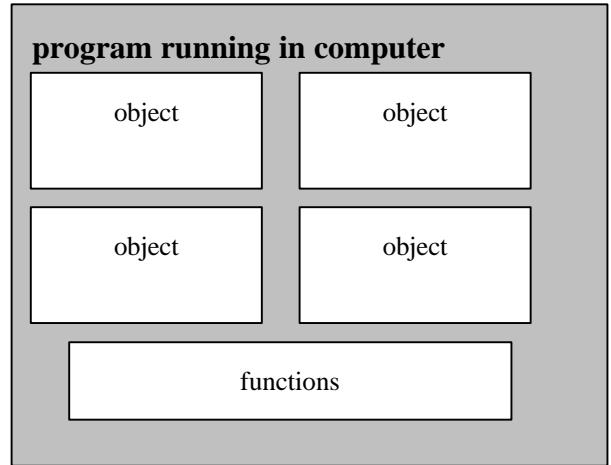 program running in computer
object
object
object
object
functions